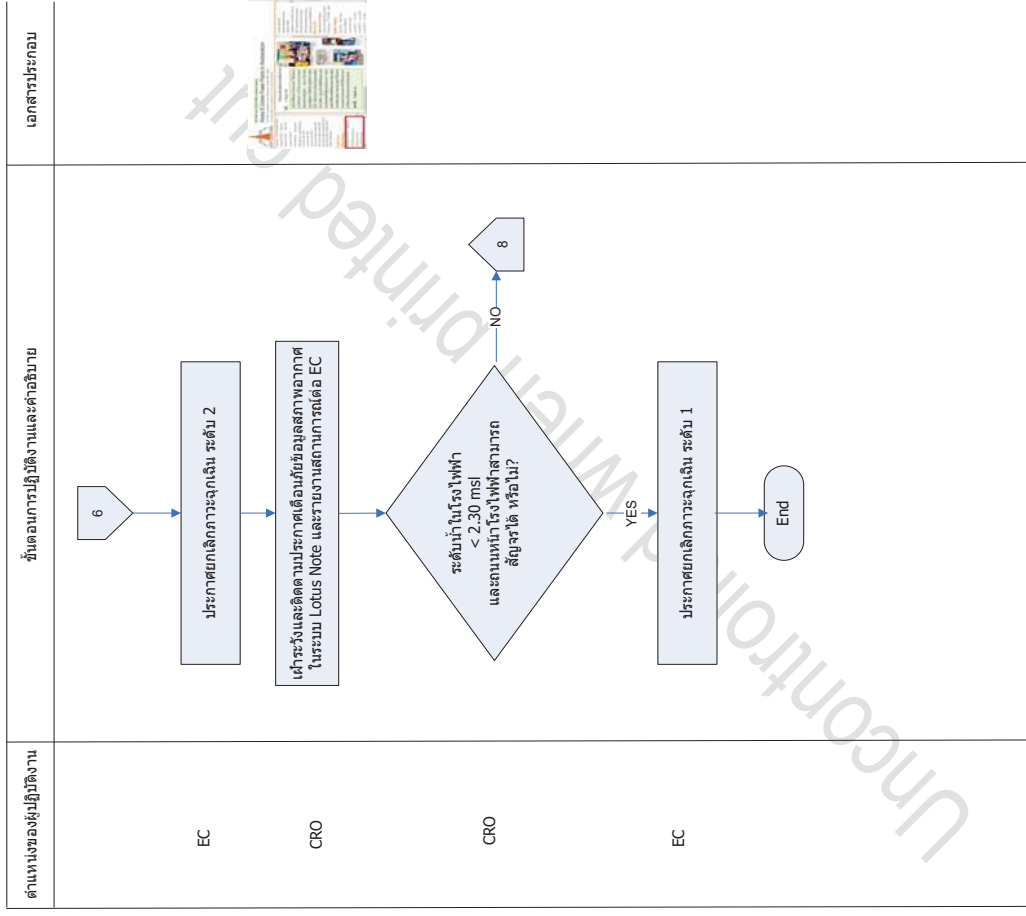 ตำแหน่งของผู้ปฏิบัติงาน
ขั้นตอนการปฏิบัติงานและคำอธิบาย
เอกสารประกอบ
6
EC
ประกาศยกเลิกภาวะฉุกเฉิน ระดับ 2
CRO
เฝ้าระวังและติดตามประกาศเตือนภัยข้อมูลสภาพอากาศ
ในระบบ Lotus Note และรายงานสถานการณ์ต่อ EC
CRO
ระดับน้ำในโรงไฟฟ้า
< 2.30 msl
และถนนหน้าโรงไฟฟ้าสามารถ
สัญจรได้ หรือไม่?
NO
8
YES
EC
ประกาศยกเลิกภาวะฉุกเฉิน ระดับ 1
End
Uncontrolled when printed out